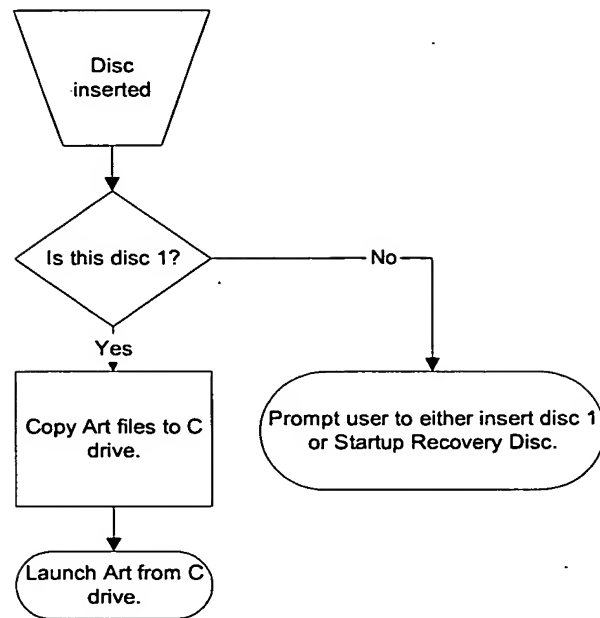 Disc
inserted
Is this disc 1?
No
Yes
Copy Art files to C
drive.
Prompt user to either insert disc 1
or Startup Recovery Disc.
Launch Art from C
drive.